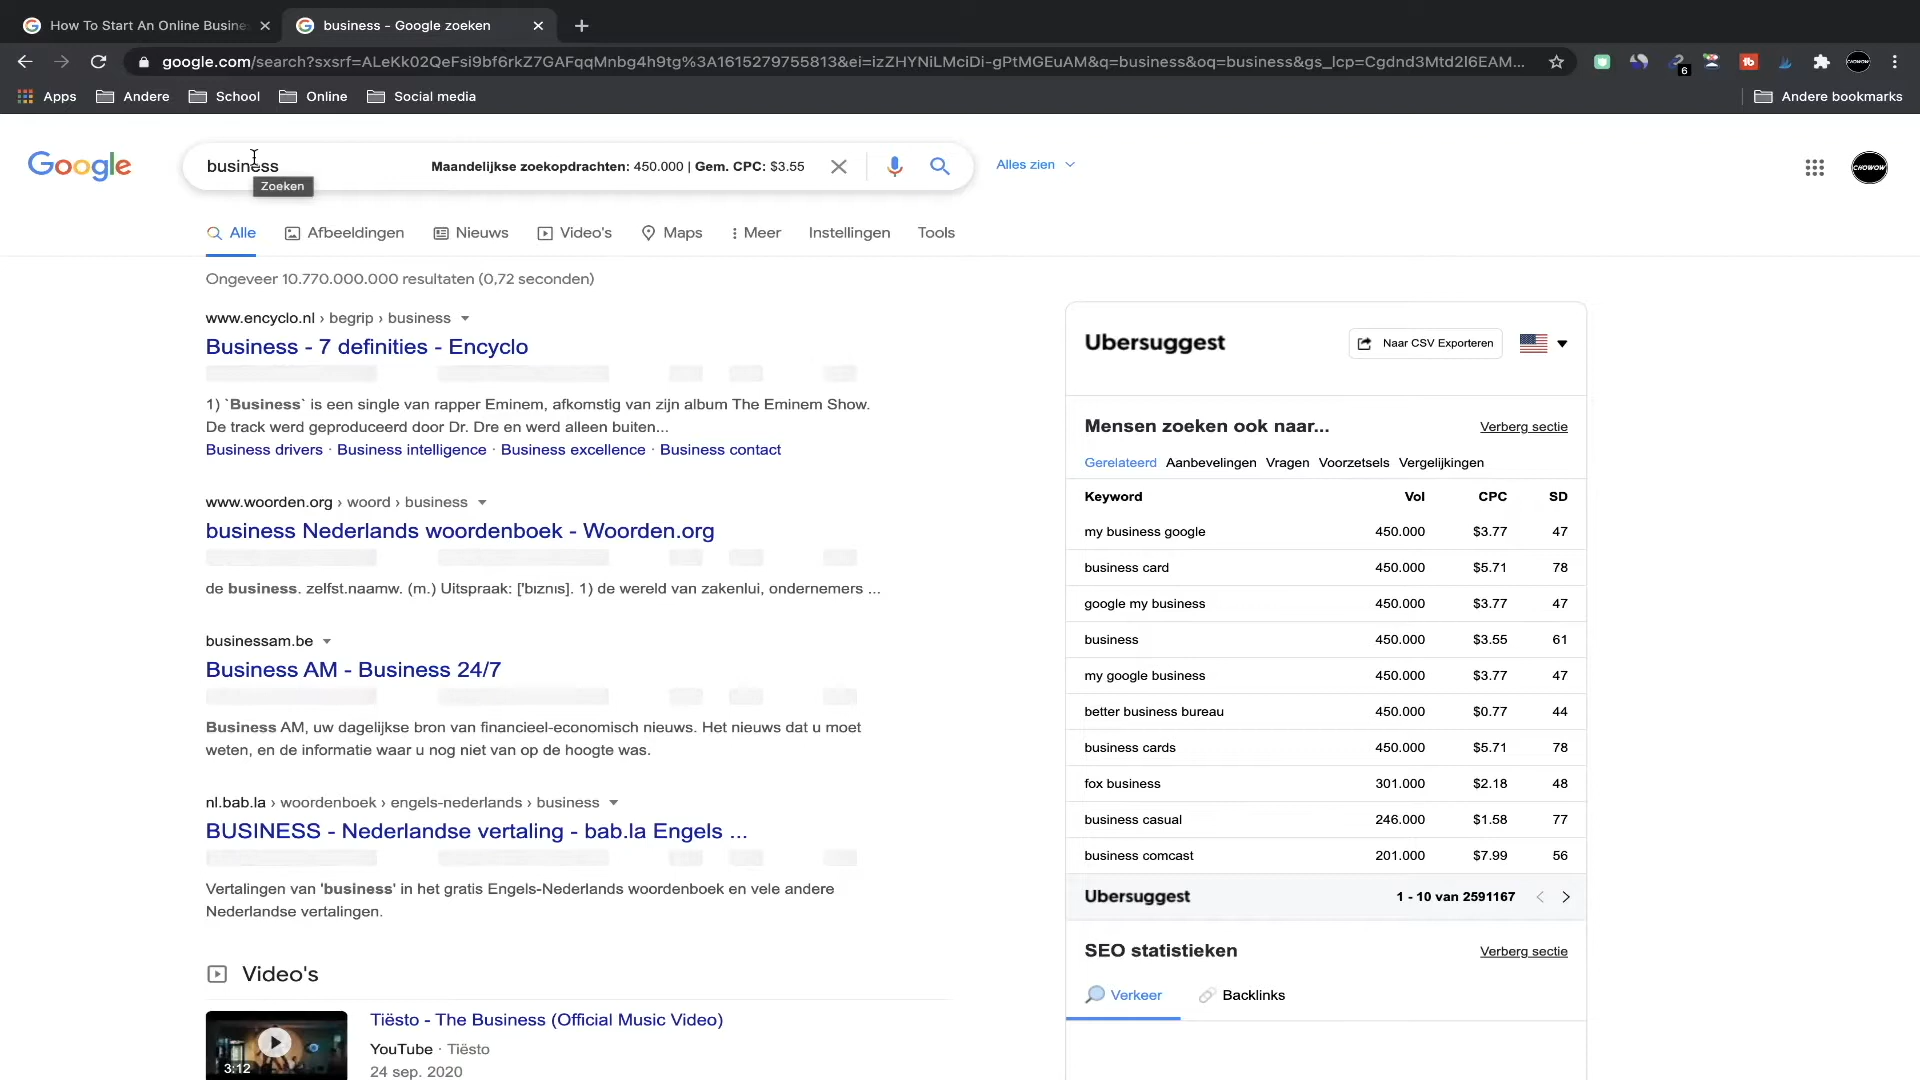 How To Start An Online Busine
business - Google zoeken
google.com/search?sxsrf=ALeKk02QeFsi9bf6rkZ7GAFqqMnbg4h9tg%3A1615279755813&ei=izZHYNiLMciDi-gPtMGEuAM&q=business&oq=business&gs_lcp=Cgdnd3Mtd2l6EAM...
6
Apps
Andere
School
Online
Social media
Andere bookmarks
Google
business
Maandelijkse zoekopdrachten: 450.000 | Gem. CPC: $3.55
Alles zien
CHOWOW
Zoeken
Alle
Afbeeldingen
Nieuws
Video's
Maps
Meer
Instellingen
Tools
Ongeveer 10.770.000.000 resultaten (0,72 seconden)
www.encyclo.nl › begrip › business
Business - 7 definities - Encyclo
1) `Business` is een single van rapper Eminem, afkomstig van zijn album The Eminem Show.
De track werd geproduceerd door Dr. Dre en werd alleen buiten...
Business drivers · Business intelligence · Business excellence · Business contact
www.woorden.org › woord › business
business Nederlands woordenboek - Woorden.org
de business. zelfst.naamw. (m.) Uitspraak: ['bɪznɪs]. 1) de wereld van zakenlui, ondernemers ...
businessam.be
Business AM - Business 24/7
Business AM, uw dagelijkse bron van financieel-economisch nieuws. Het nieuws dat u moet
weten, en de informatie waar u nog niet van op de hoogte was.
nl.bab.la › woordenboek › engels-nederlands › business
BUSINESS - Nederlandse vertaling - bab.la Engels ...
Vertalingen van 'business' in het gratis Engels-Nederlands woordenboek en vele andere
Nederlandse vertalingen.
Video's
3:12
Tiësto - The Business (Official Music Video)
YouTube · Tiësto
24 sep. 2020
Ubersuggest
Naar CSV Exporteren
Mensen zoeken ook naar...
Verberg sectie
Gerelateerd Aanbevelingen Vragen Voorzetsels Vergelijkingen
Keyword Vol CPC SD
my business google 450.000 $3.77 47
business card 450.000 $5.71 78
google my business 450.000 $3.77 47
business 450.000 $3.55 61
my google business 450.000 $3.77 47
better business bureau 450.000 $0.77 44
business cards 450.000 $5.71 78
fox business 301.000 $2.18 48
business casual 246.000 $1.58 77
business comcast 201.000 $7.99 56
Ubersuggest
1 - 10 van 2591167
SEO statistieken
Verberg sectie
Verkeer
Backlinks